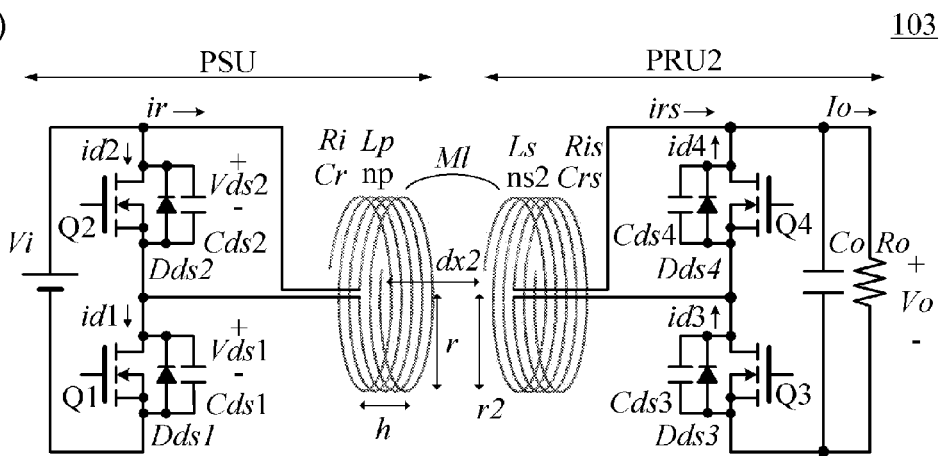 )
103
PSU
PRU2
ir
irs
Io
id2
+
Vds2
-
Q2
Cds2
Dds2
Vi
id1
+
Vds1
-
Q1
Cds1
Dds1
Ri Lp
Cr np
Ml
Ls Ris
ns2 Crs
dx2
r
r2
h
id4
Cds4
Q4
Dds4
id3
Cds3
Q3
Dds3
Co Ro
+
Vo
-